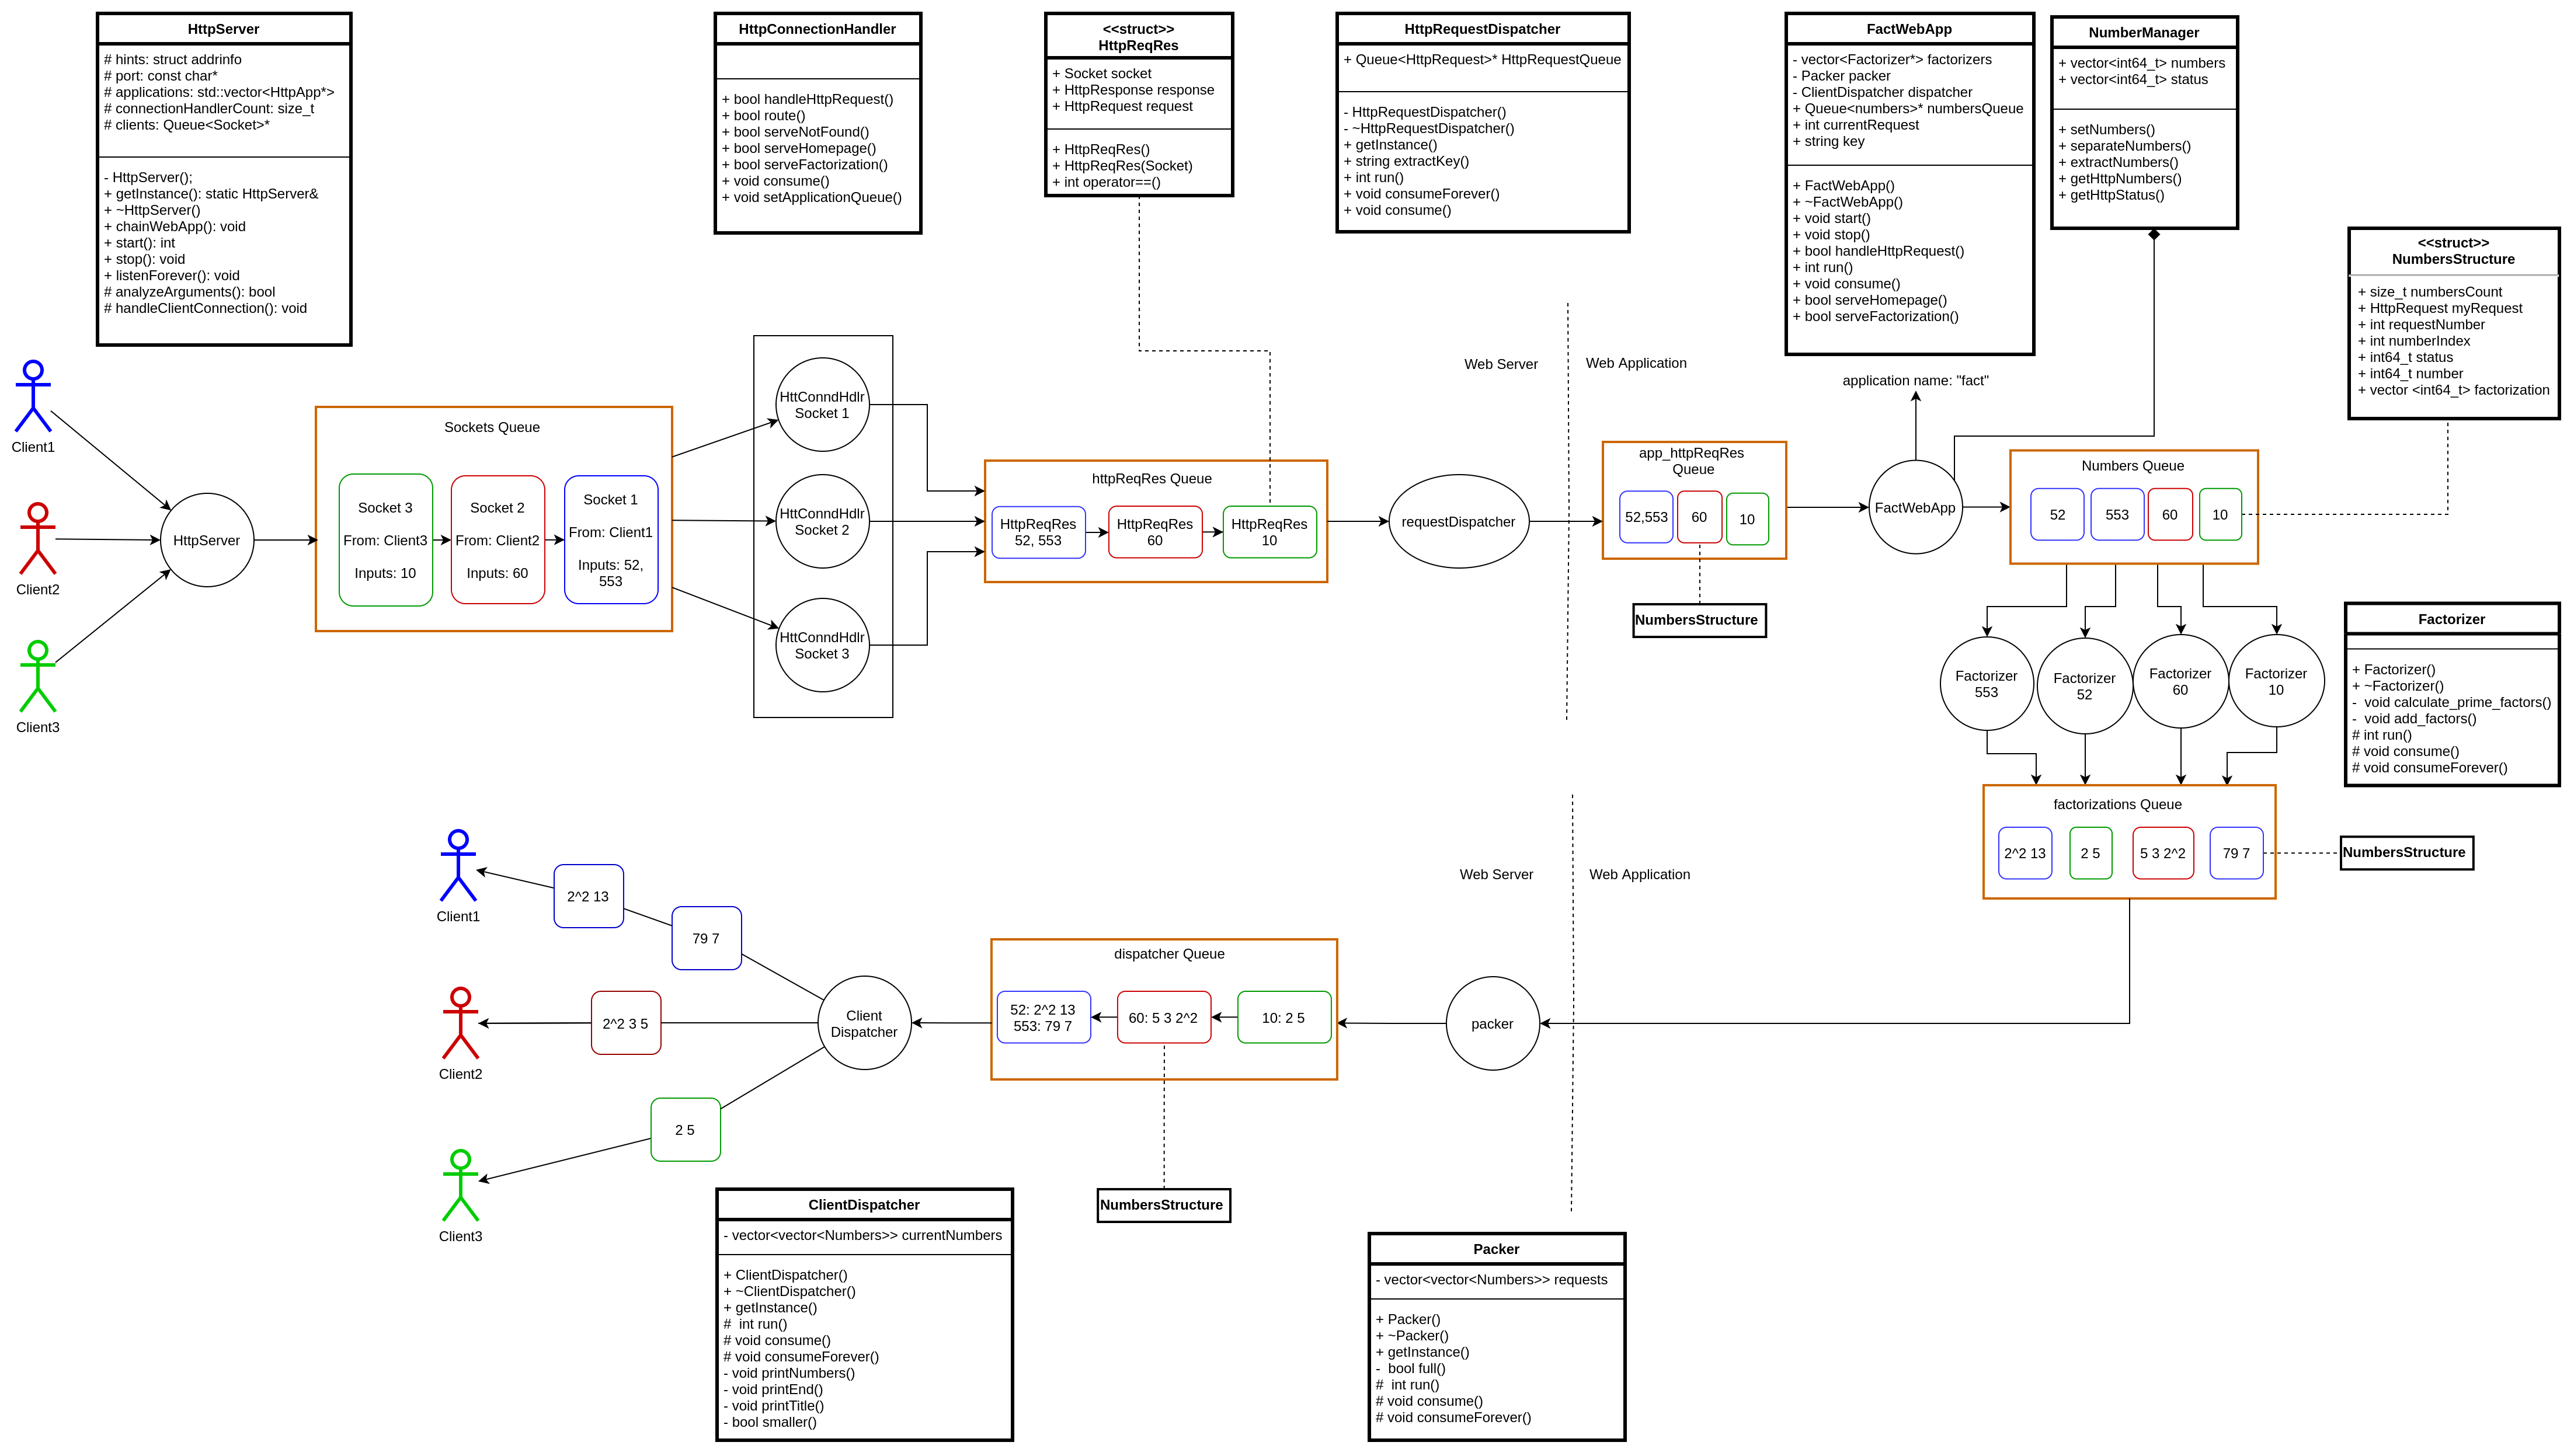 HttpServer
# hints: struct addrinfo
# port: const char*
# applications: std::vector<HttpApp*>
# connectionHandlerCount: size_t
# clients: Queue<Socket>*
- HttpServer();
+ getInstance(): static HttpServer&
+ ~HttpServer()
+ chainWebApp(): void
+ start(): int
+ stop(): void
+ listenForever(): void
# analyzeArguments(): bool
# handleClientConnection(): void
HttpConnectionHandler
+ bool handleHttpRequest()
+ bool route()
+ bool serveNotFound()
+ bool serveHomepage()
+ bool serveFactorization()
+ void consume()
+ void setApplicationQueue()
<<struct>>
HttpReqRes
+ Socket socket
+ HttpResponse response
+ HttpRequest request
+ HttpReqRes()
+ HttpReqRes(Socket)
+ int operator==()
HttpRequestDispatcher
+ Queue<HttpRequest>* HttpRequestQueue
- HttpRequestDispatcher()
- ~HttpRequestDispatcher()
+ getInstance()
+ string extractKey()
+ int run()
+ void consumeForever()
+ void consume()
FactWebApp
- vector<Factorizer*> factorizers
- Packer packer
- ClientDispatcher dispatcher
+ Queue<numbers>* numbersQueue
+ int currentRequest
+ string key
+ FactWebApp()
+ ~FactWebApp()
+ void start()
+ void stop()
+ bool handleHttpRequest()
+ int run()
+ void consume()
+ bool serveHomepage()
+ bool serveFactorization()
NumberManager
+ vector<int64_t> numbers
+ vector<int64_t> status
+ setNumbers()
+ separateNumbers()
+ extractNumbers()
+ getHttpNumbers()
+ getHttpStatus()
<<struct>>
NumbersStructure
+ size_t numbersCount
+ HttpRequest myRequest
+ int requestNumber
+ int numberIndex
+ int64_t status
+ int64_t number
+ vector <int64_t> factorization
Client1
Client2
Client3
HttpServer
Sockets Queue
Socket 3
From: Client3
Inputs: 10
Socket 2
From: Client2
Inputs: 60
Socket 1
From: Client1
Inputs: 52,
553
HttConndHdlr
Socket 1
HttConndHdlr
Socket 2
HttConndHdlr
Socket 3
httpReqRes Queue
HttpReqRes
52, 553
HttpReqRes
60
HttpReqRes
10
requestDispatcher
Web Server
Web Application
app_httpReqRes
Queue
52,553
60
10
NumbersStructure
application name: "fact"
FactWebApp
Numbers Queue
52
553
60
10
Factorizer
553
Factorizer
52
Factorizer
60
Factorizer
10
Factorizer
+ Factorizer()
+ ~Factorizer()
-  void calculate_prime_factors()
-  void add_factors()
# int run()
# void consume()
# void consumeForever()
factorizations Queue
2^2 13
2 5
5 3 2^2
79 7
NumbersStructure
Web Server
Web Application
Client1
Client2
Client3
2^2 13
79 7
2^2 3 5
2 5
Client
Dispatcher
dispatcher Queue
52: 2^2 13
553: 79 7
60: 5 3 2^2
10: 2 5
packer
NumbersStructure
ClientDispatcher
- vector<vector<Numbers>> currentNumbers
+ ClientDispatcher()
+ ~ClientDispatcher()
+ getInstance()
#  int run()
# void consume()
# void consumeForever()
- void printNumbers()
- void printEnd()
- void printTitle()
- bool smaller()
Packer
- vector<vector<Numbers>> requests
+ Packer()
+ ~Packer()
+ getInstance()
-  bool full()
#  int run()
# void consume()
# void consumeForever()